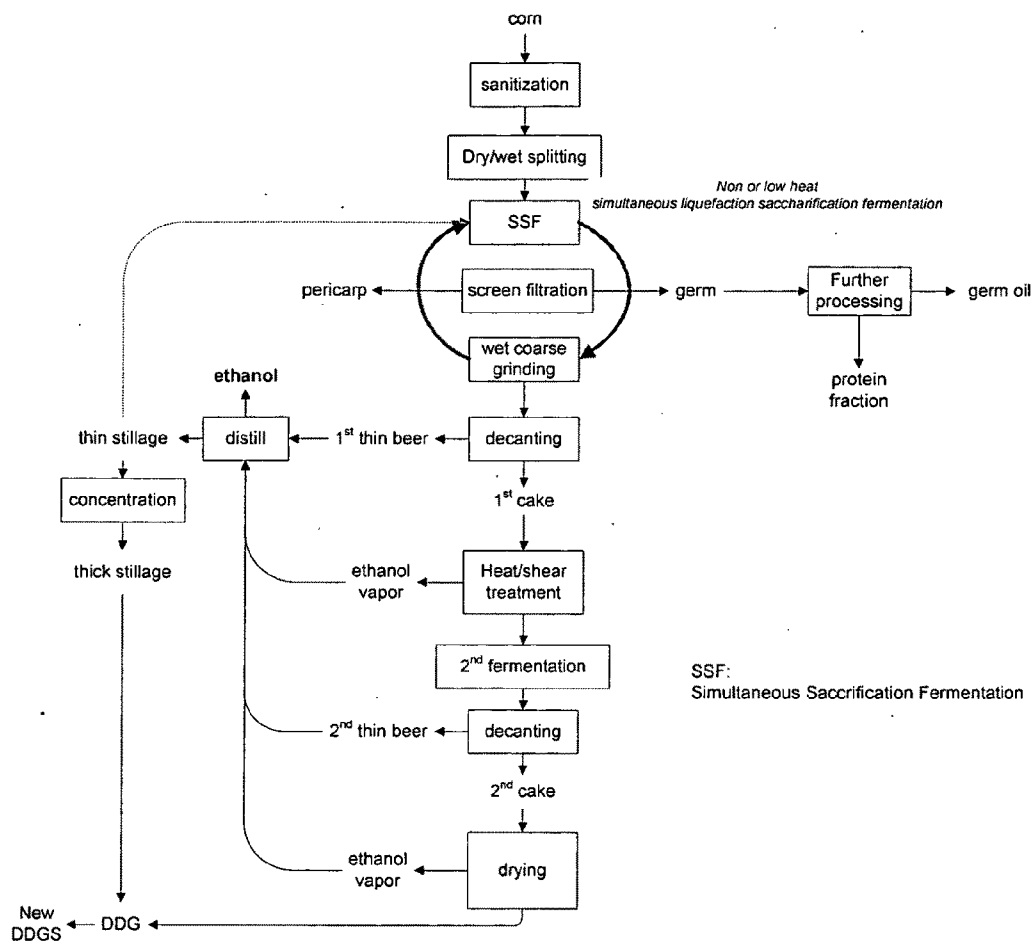 corn
sanitization
Dry/wet splitting
Non or low heat
simultaneous liquefaction saccharification fermentation
SSF
pericarp
screen filtration
germ
Further
processing
germ oil
wet coarse
grinding
protein
fraction
ethanol
thin stillage
distill
1st thin beer
decanting
concentration
1st cake
thick stillage
ethanol
vapor
Heat/shear
treatment
2nd fermentation
SSF:
Simultaneous Saccrification Fermentation
2nd thin beer
decanting
2nd cake
ethanol
vapor
drying
New
DDGS
DDG